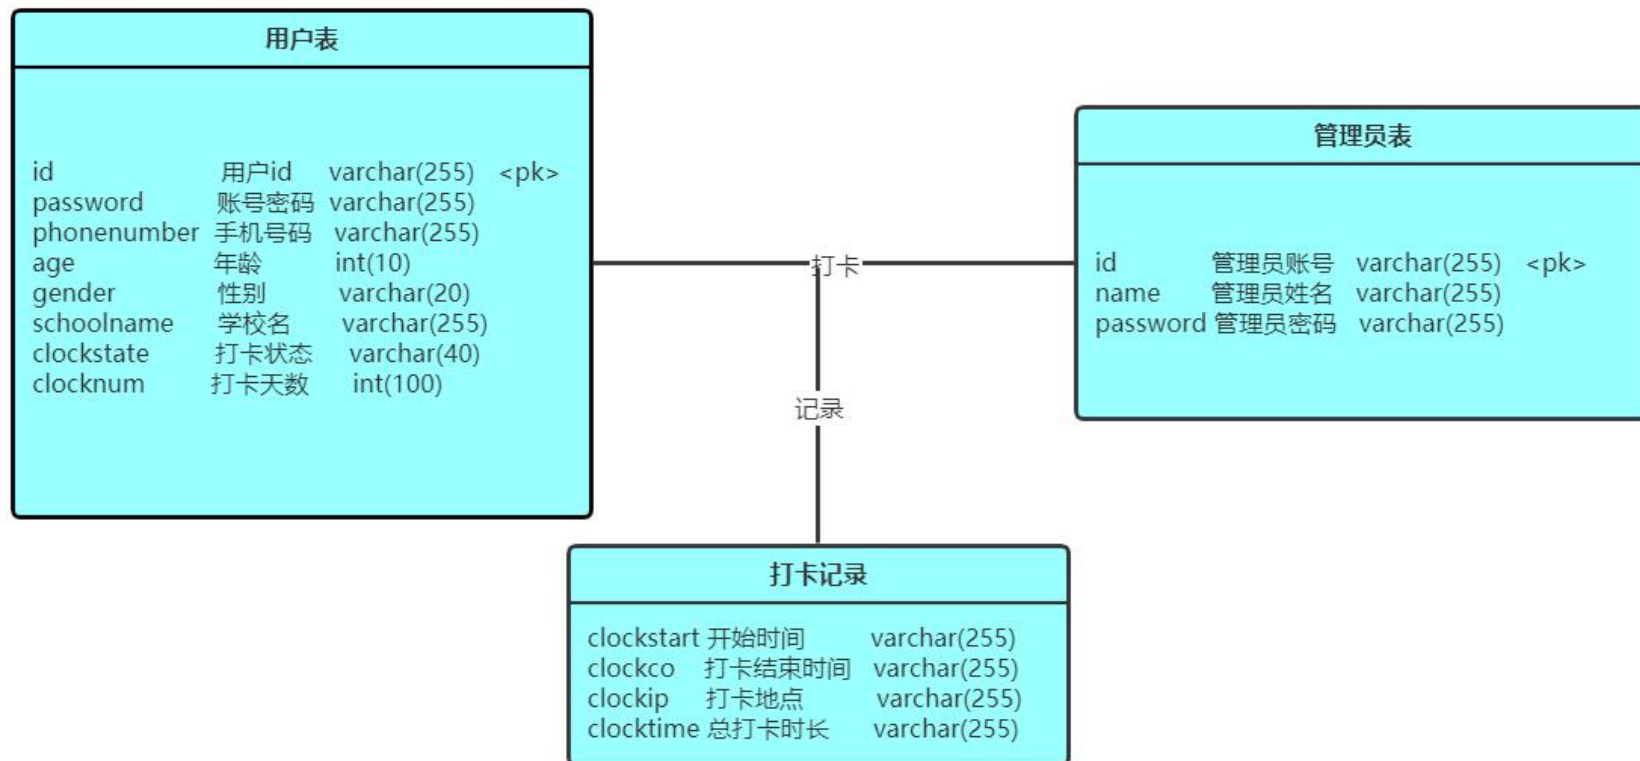 用户表
id 用户id varchar(255) <pk>
password 账号密码 varchar(255)
phonenumber 手机号码 varchar(255)
age 年龄 int(10)
gender 性别 varchar(20)
schoolname 学校名 varchar(255)
clockstate 打卡状态 varchar(40)
clocknum 打卡天数 int(100)
打卡
记录
管理员表
id 管理员账号 varchar(255) <pk>
name 管理员姓名 varchar(255)
password 管理员密码 varchar(255)
打卡记录
clockstart 开始时间 varchar(255)
clockco 打卡结束时间 varchar(255)
clockip 打卡地点 varchar(255)
clocktime 总打卡时长 varchar(255)